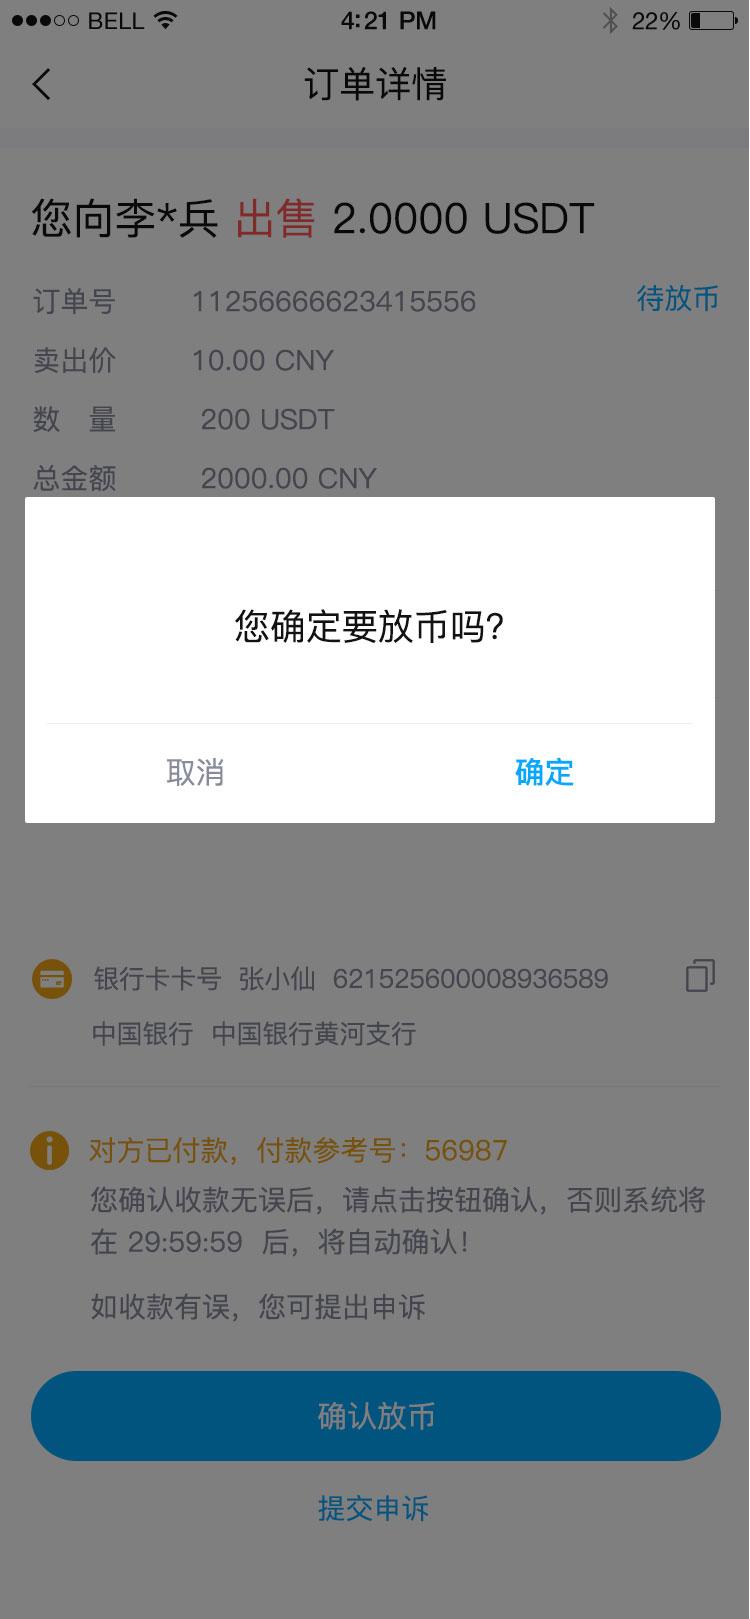 BELL 4:21 PM 22%
订单详情
您向李*兵 出售 2.0000 USDT
订单号 11256666623415556 待放币
卖出价 10.00 CNY
数 量 200 USDT
总金额 2000.00 CNY
您确定要放币吗?
取消 确定
银行卡卡号 张小仙 621525600008936589
中国银行 中国银行黄河支行
对方已付款，付款参考号：56987
您确认收款无误后，请点击按钮确认，否则系统将
在 29:59:59 后，将自动确认！
如收款有误，您可提出申诉
确认放币
提交申诉